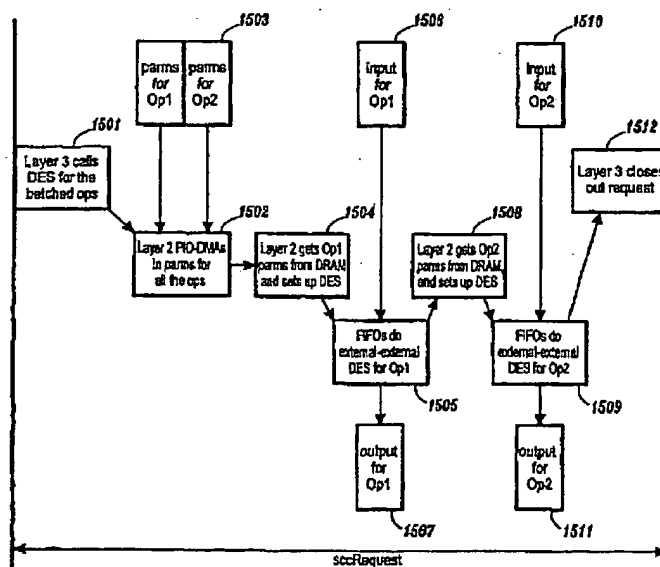 1503
1506
1510
parms
for
Op1
parms
for
Op2
input
for
Op1
input
for
Op2
1501
1512
Layer 3 calls
DES for the
batched ops
Layer 3 closes
out request
1502
1504
1508
Layer 2 PIO-DMAs
in parms for
all the ops
Layer 2 gets Op1
parms from DRAM,
and sets up DES
Layer 2 gets Op2
parms from DRAM,
and sets up DES
FIFOs do
external-external
DES for Op1
FIFOs do
external-external
DES for Op2
1505
1509
output
for
Op1
output
for
Op2
1507
1511
sccRequest